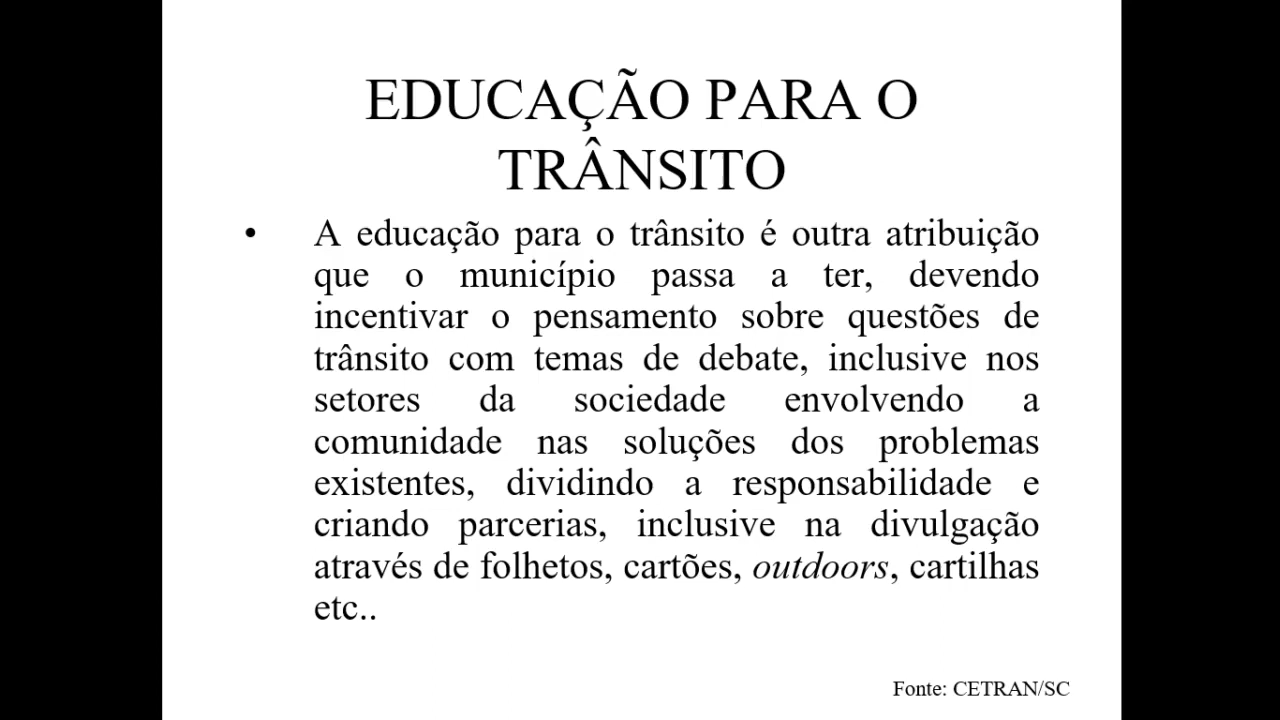 EDUCAÇÃO PARA O
TRÂNSITO
• A educação para o trânsito é outra atribuição
que o município passa a ter, devendo
incentivar o pensamento sobre questões de
trânsito com temas de debate, inclusive nos
setores da sociedade envolvendo a
comunidade nas soluções dos problemas
existentes, dividindo a responsabilidade e
criando parcerias, inclusive na divulgação
através de folhetos, cartões, outdoors, cartilhas
etc..
Fonte: CETRAN/SC